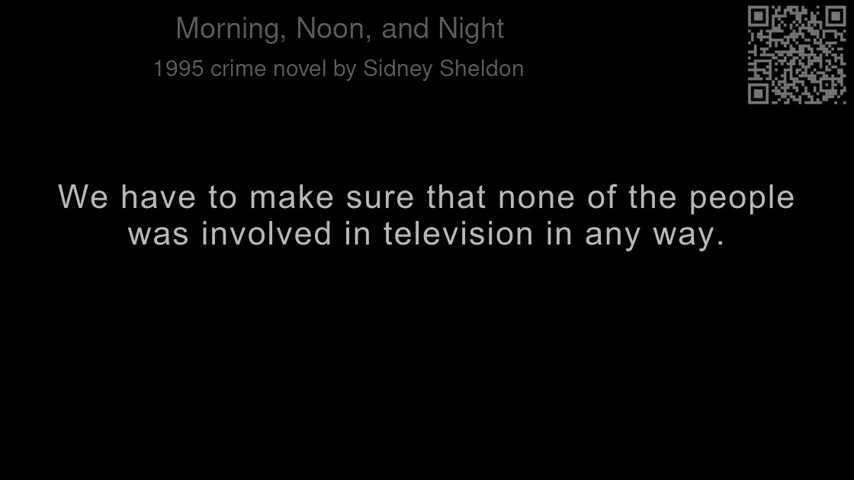 Morning, Noon, and Night
1995 crime novel by Sidney Sheldon
We have to make sure that none of the people
was involved in television in any way.